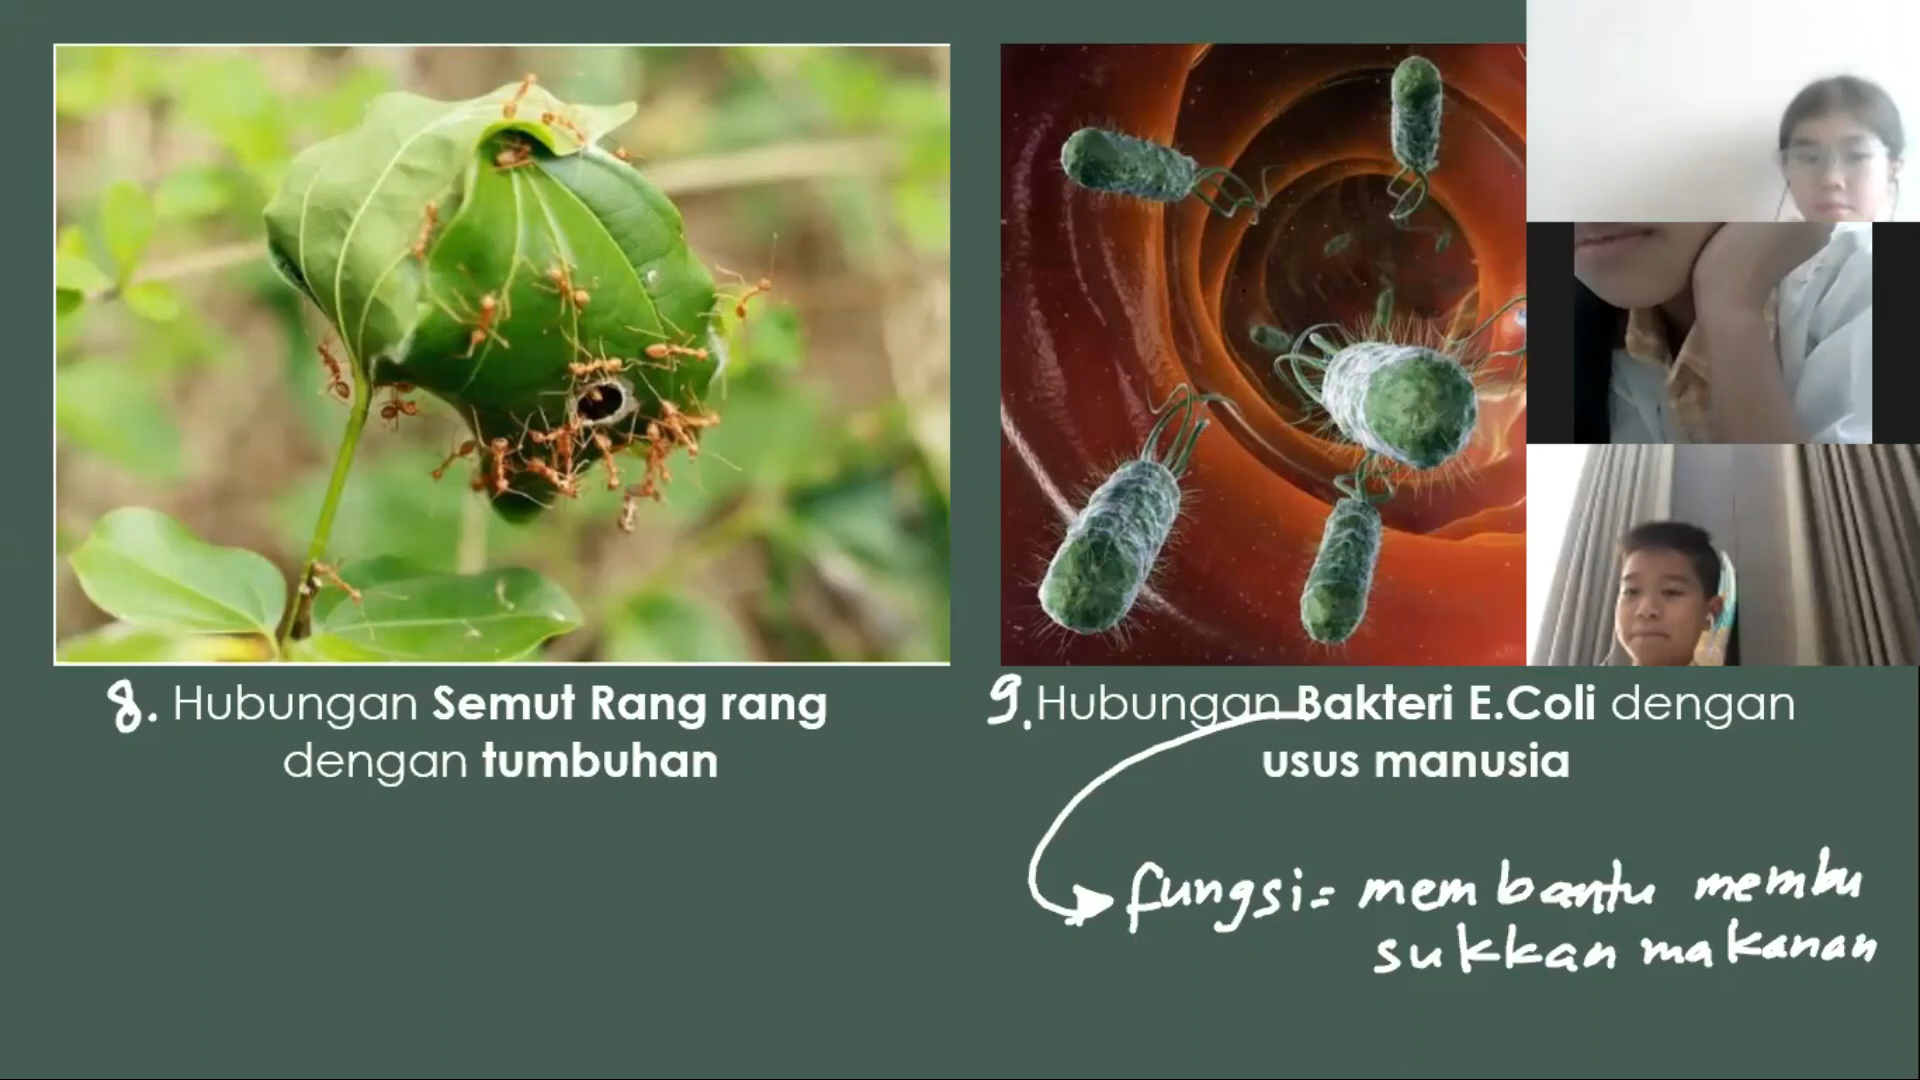 8. Hubungan Semut Rang rang
dengan tumbuhan
9. Hubungan Bakteri E.Coli dengan
usus manusia
fungsi= membantu membu
sukkan makanan